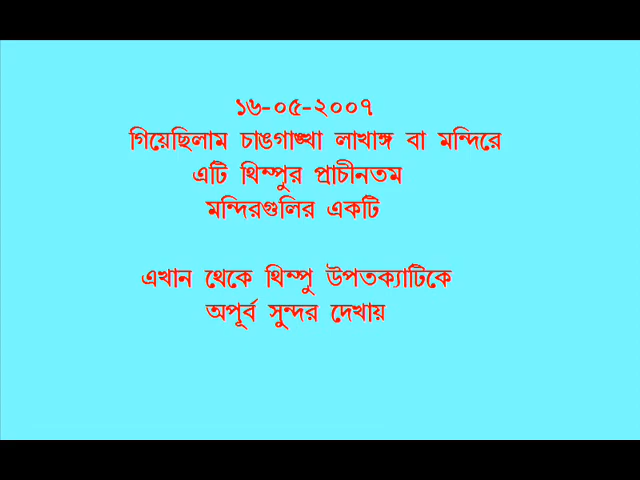 ১৬-০৫-২০০৭
গিয়েছিলাম চাঙগাঙ্খা লাখাঙ্গ বা মন্দিরে
এটি থিম্পুর প্রাচীনতম
মন্দিরগুলির একটি
এখান থেকে থিম্পু উপতক্যাটিকে
অপূর্ব সুন্দর দেখায়